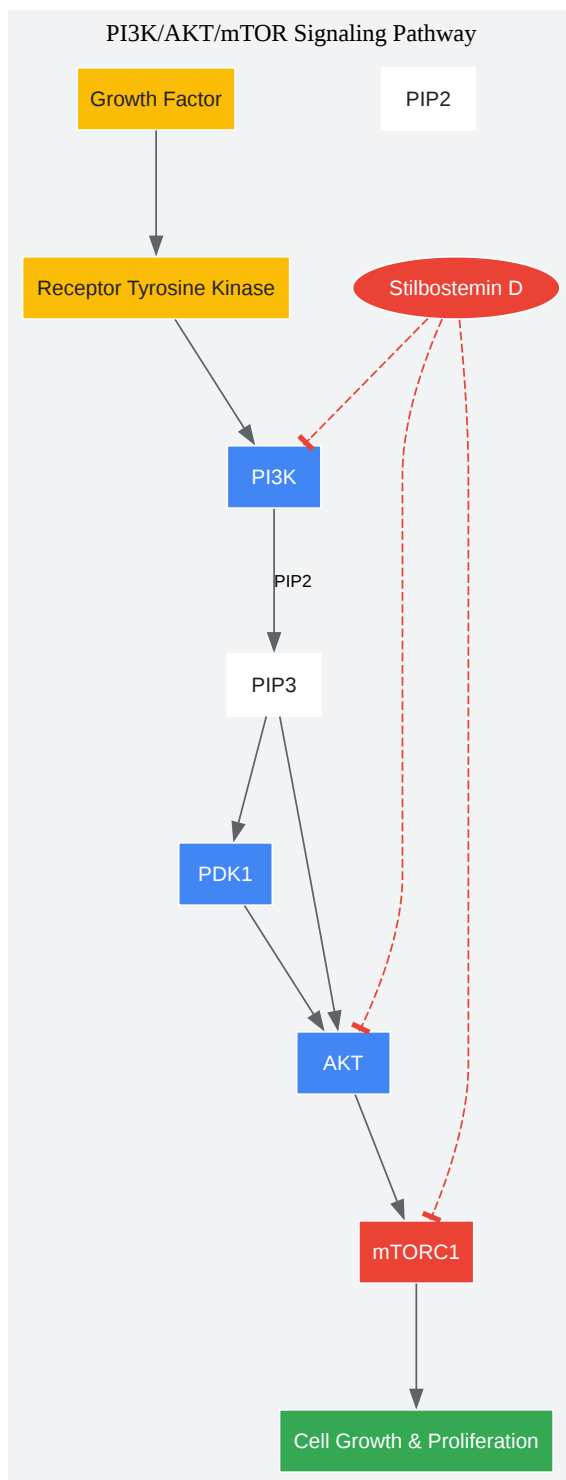 PI3K/AKT/mTOR Signaling Pathway
Growth Factor
PIP2
Receptor Tyrosine Kinase
Stilbostemin D
PI3K
PIP2
PIP3
PDK1
AKT
mTORC1
Cell Growth & Proliferation